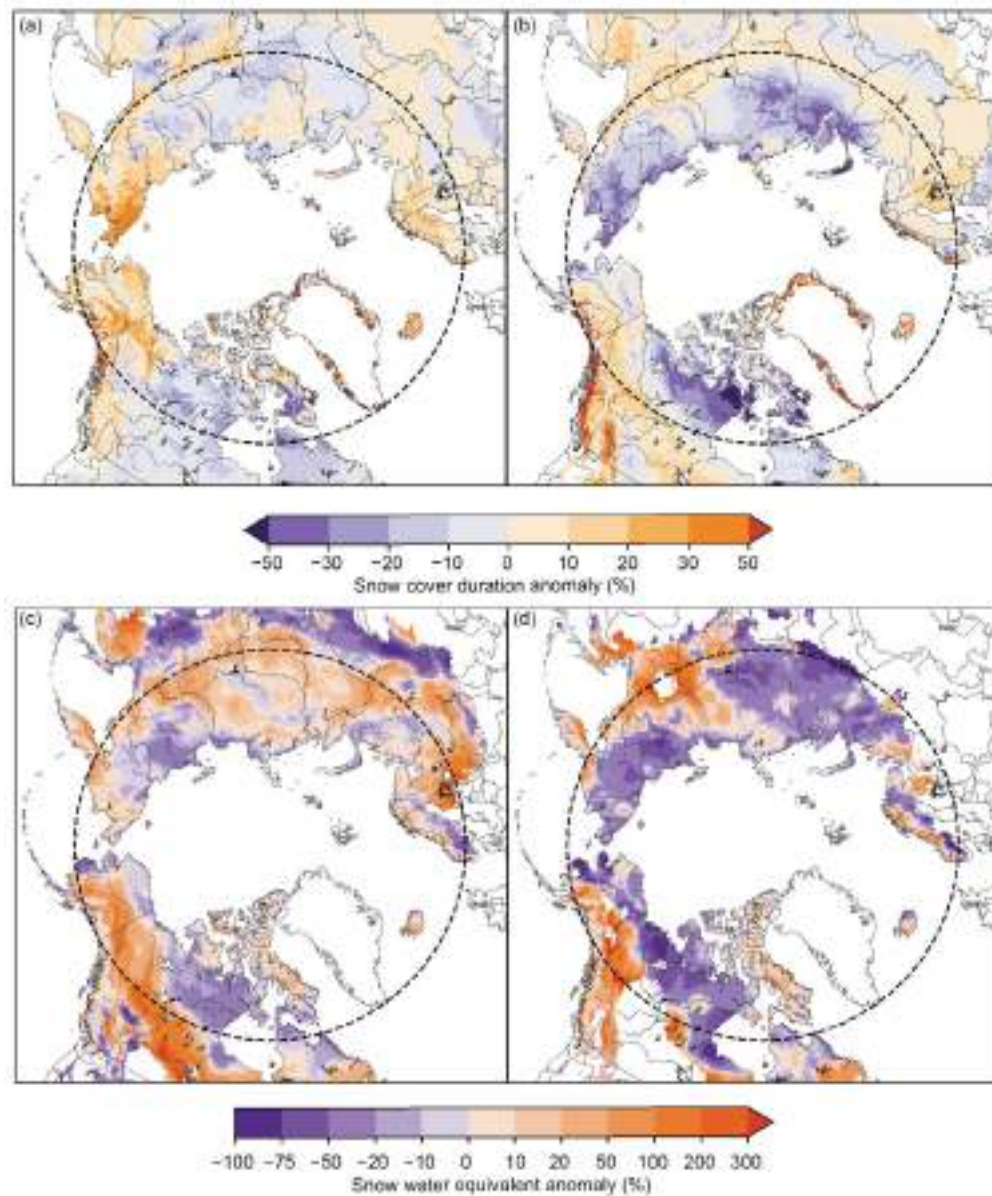 (a) (b)
−50 −30 −20 −10 0 10 20 30 50
Snow cover duration anomaly (%)
(c) (d)
−100 −75 −50 −20 −10 0 10 20 50 100 200 300
Snow water equivalent anomaly (%)